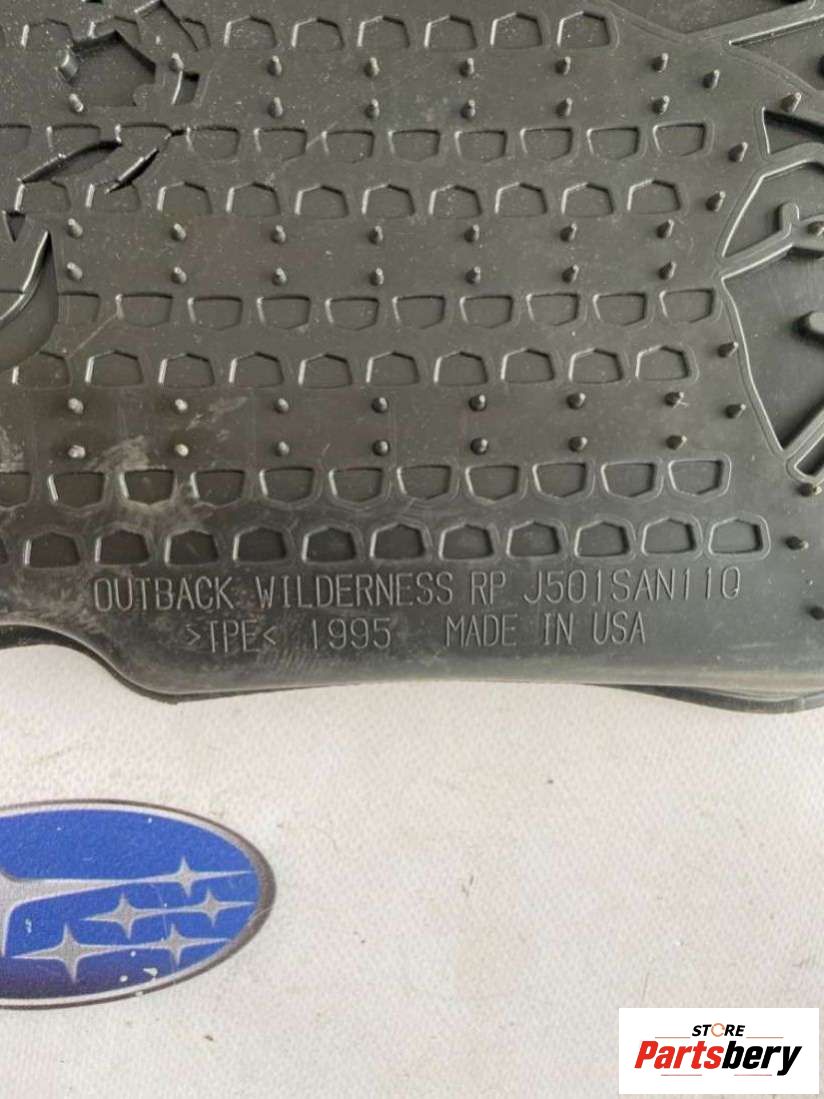 OUTBACK WILDERNESS RP J501SAN11Q
>TPE< 1995 MADE IN USA
STORE
Partsbery